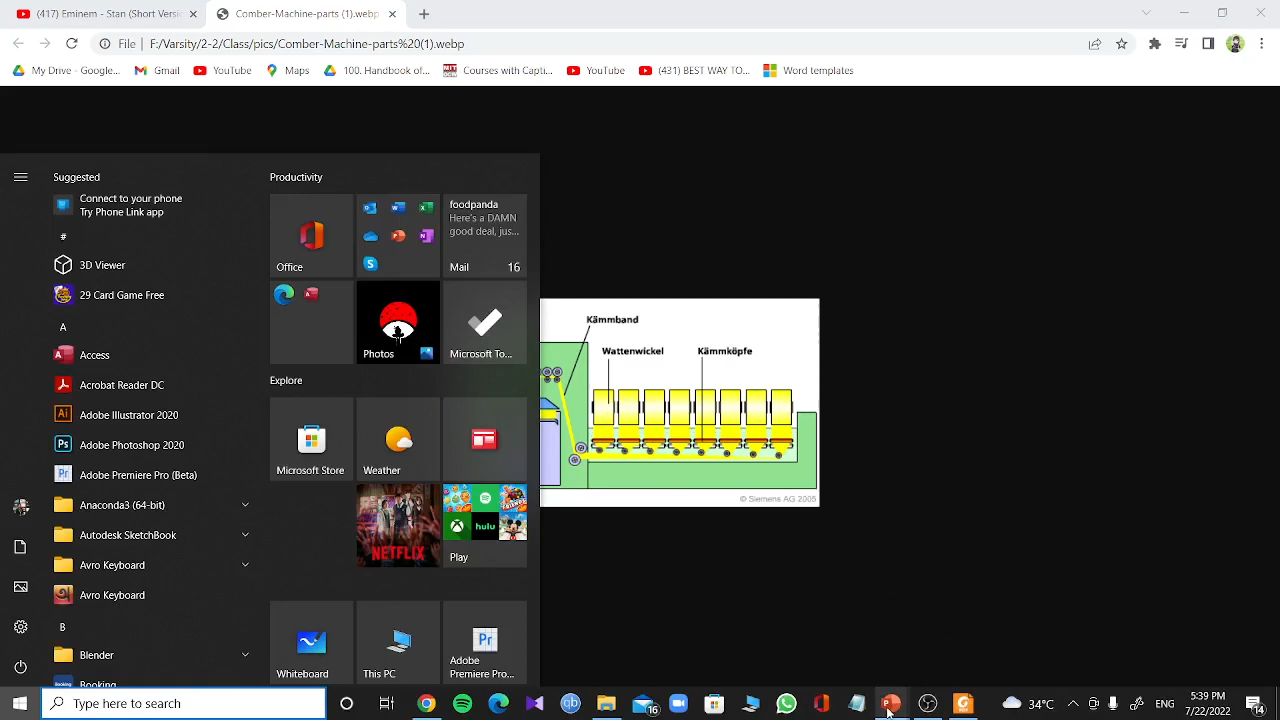 (417) Eminem - Severus
Comber-Machine-parts (1).webp
File
F:/Varsity/2-2/Class/pics/Comber-Machine-parts%20(1).webp
My Drive - Google...
Gmail
YouTube
Maps
100. Handbook of...
Courses with Capt...
YouTube
(431) BEST WAY TO...
Word templates
Suggested
Connect to your phone
Try Phone Link app
#
3D Viewer
29 Card Game Free
A
Access
Acrobat Reader DC
Adobe Illustrator 2020
Adobe Photoshop 2020
Adobe Premiere Pro (Beta)
Anaconda3 (64-bit)
Autodesk SketchBook
Avro Keyboard
Avro Keyboard
B
Blender
Booking
Productivity
Office
foodpanda
Here's a DAMN
good deal, jus...
Mail 16
Photos
Microsoft To...
Explore
Microsoft Store
Weather
NETFLIX
hulu
Play
Whiteboard
This PC
Adobe
Premiere Pro...
Kämmband
Wattenwickel
Kämmköpfe
© Siemens AG 2005
Type here to search
16
34°C
ENG
5:39 PM
7/22/2022